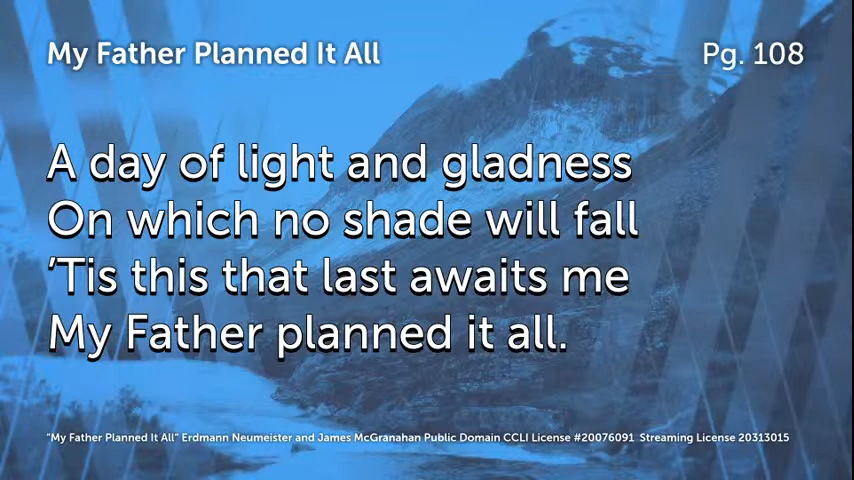 My Father Planned It All
Pg. 108
A day of light and gladness
On which no shade will fall
’Tis this that last awaits me
My Father planned it all.
"My Father Planned It All" Erdmann Neumeister and James McGranahan Public Domain CCLI License #20076091 Streaming License 20313015